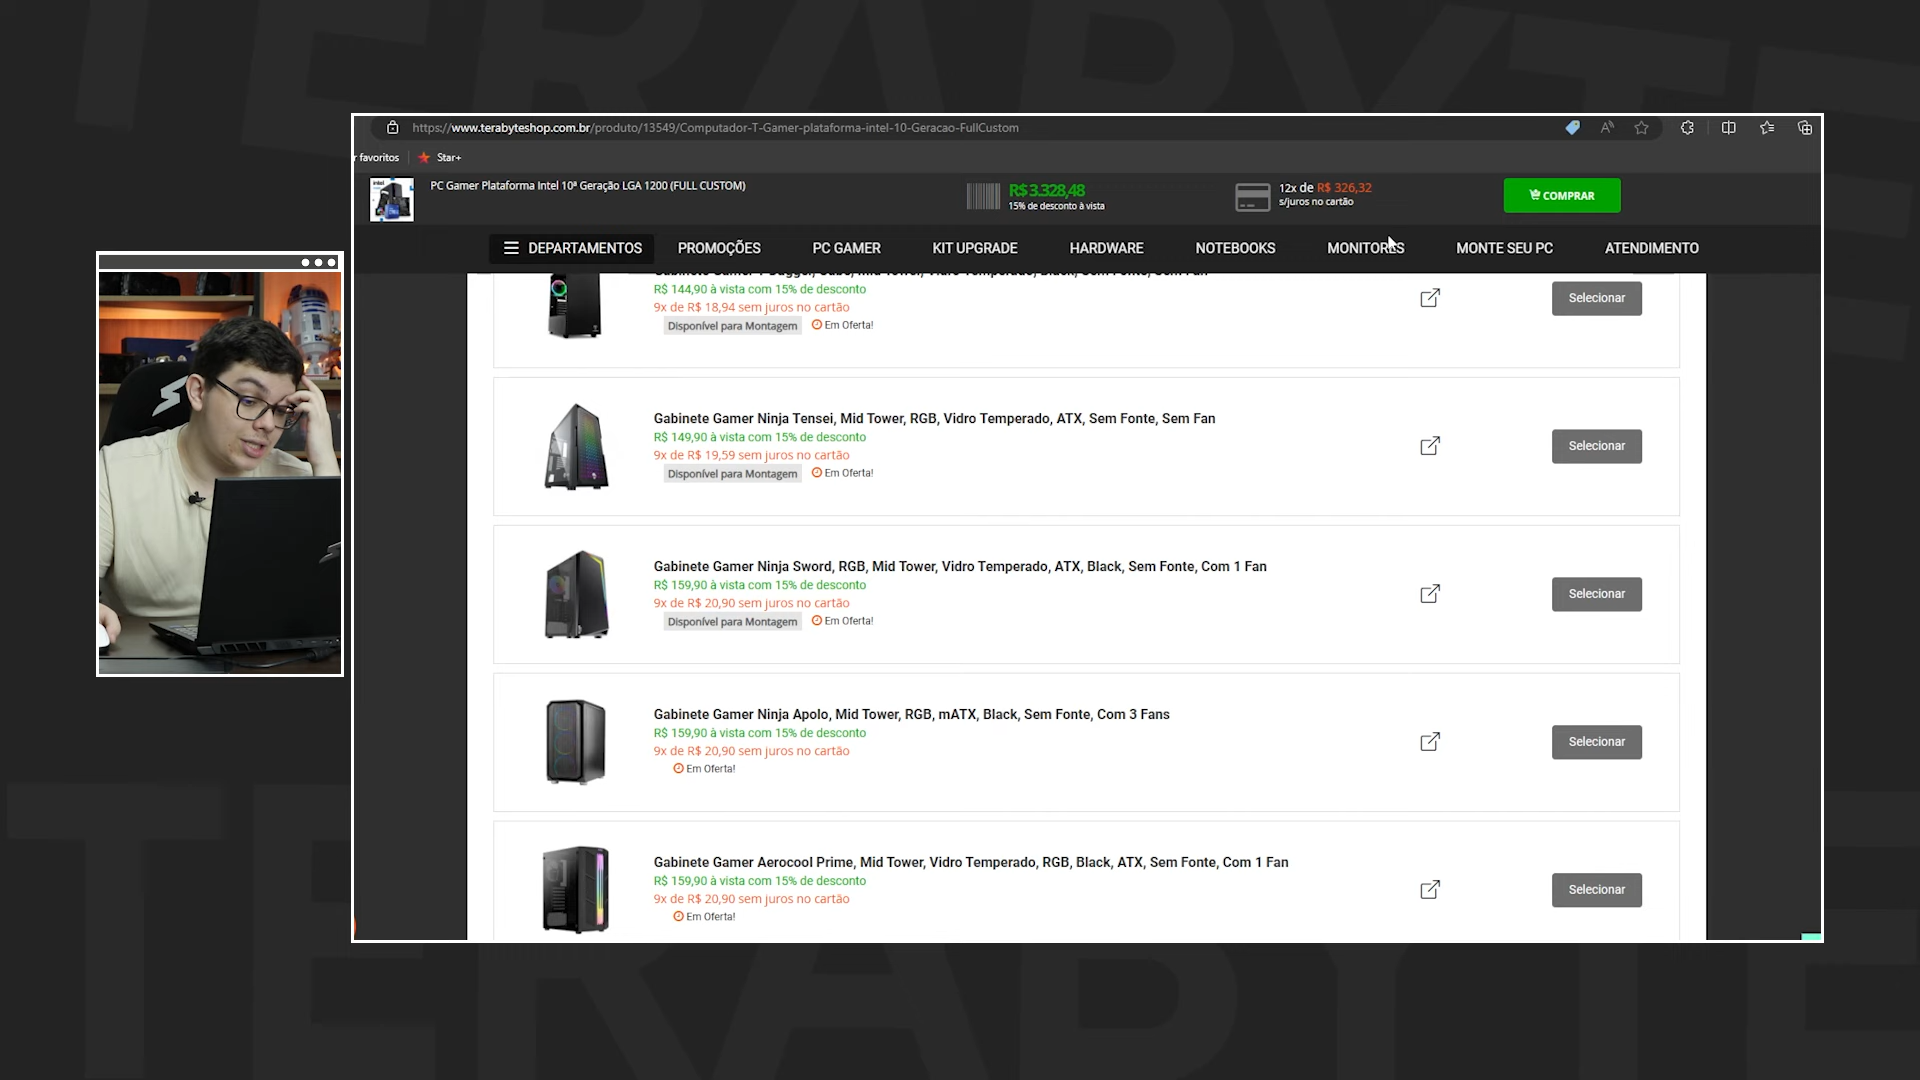 TERABYTE
https://www.terabyteshop.com.br/produto/13549/Computador-T-Gamer-plataforma-intel-10-Geracao-FullCustom
r favoritos
Star+
PC Gamer Plataforma Intel 10ª Geração LGA 1200 (FULL CUSTOM)
R$ 3.328,48
15% de desconto à vista
12x de R$ 326,32
s/juros no cartão
COMPRAR
DEPARTAMENTOS PROMOÇÕES PC GAMER KIT UPGRADE HARDWARE NOTEBOOKS MONITORES MONTE SEU PC ATENDIMENTO
R$ 144,90 à vista com 15% de desconto
9x de R$ 18,94 sem juros no cartão
Disponível para Montagem Em Oferta!
Selecionar
Gabinete Gamer Ninja Tensei, Mid Tower, RGB, Vidro Temperado, ATX, Sem Fonte, Sem Fan
R$ 149,90 à vista com 15% de desconto
9x de R$ 19,59 sem juros no cartão
Disponível para Montagem Em Oferta!
Selecionar
Gabinete Gamer Ninja Sword, RGB, Mid Tower, Vidro Temperado, ATX, Black, Sem Fonte, Com 1 Fan
R$ 159,90 à vista com 15% de desconto
9x de R$ 20,90 sem juros no cartão
Disponível para Montagem Em Oferta!
Selecionar
Gabinete Gamer Ninja Apolo, Mid Tower, RGB, mATX, Black, Sem Fonte, Com 3 Fans
R$ 159,90 à vista com 15% de desconto
9x de R$ 20,90 sem juros no cartão
Em Oferta!
Selecionar
Gabinete Gamer Aerocool Prime, Mid Tower, Vidro Temperado, RGB, Black, ATX, Sem Fonte, Com 1 Fan
R$ 159,90 à vista com 15% de desconto
9x de R$ 20,90 sem juros no cartão
Em Oferta!
Selecionar
TERABYTE